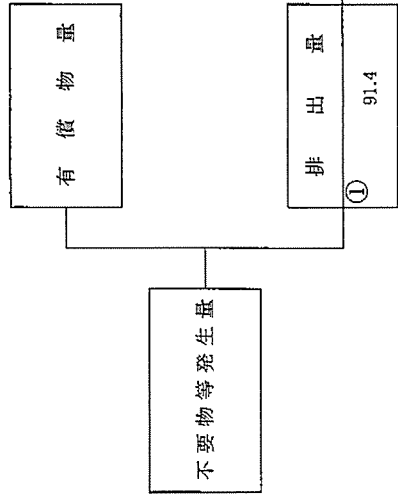 不要物等発生量
有償物量
排出量
①
91.4